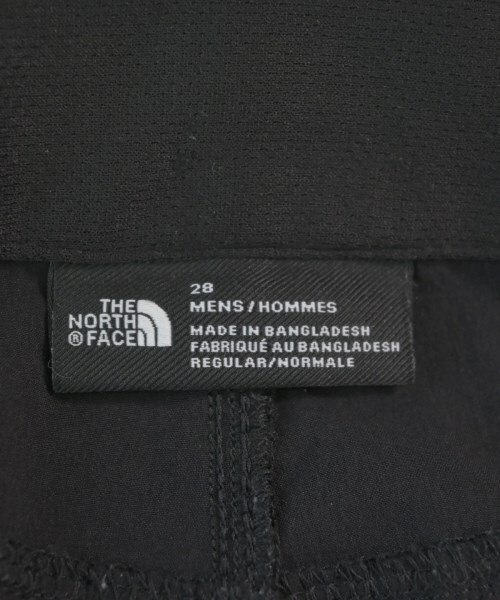 THE
NORTH
® FACE
28
MENS/HOMMES
MADE IN BANGLADESH
FABRIQUÉ AU BANGLADESH
REGULAR/NORMALE